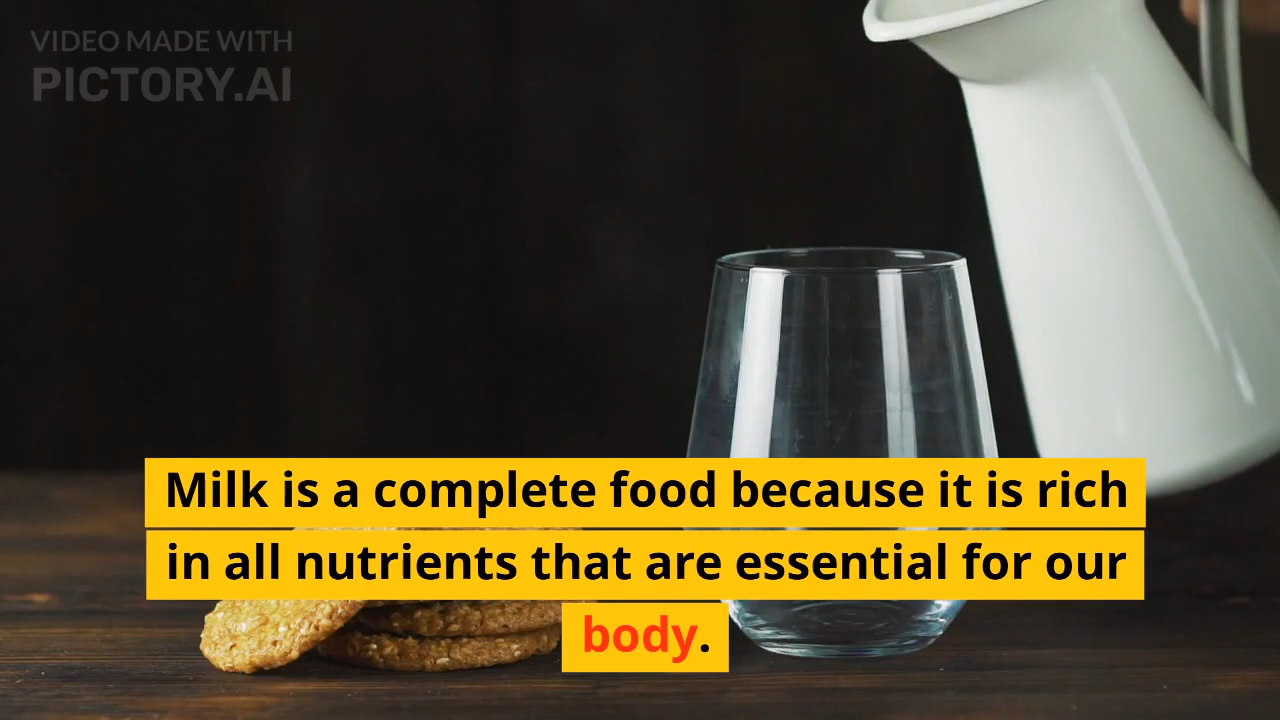 VIDEO MADE WITH
PICTORY.AI
Milk is a complete food because it is rich
in all nutrients that are essential for our
body.